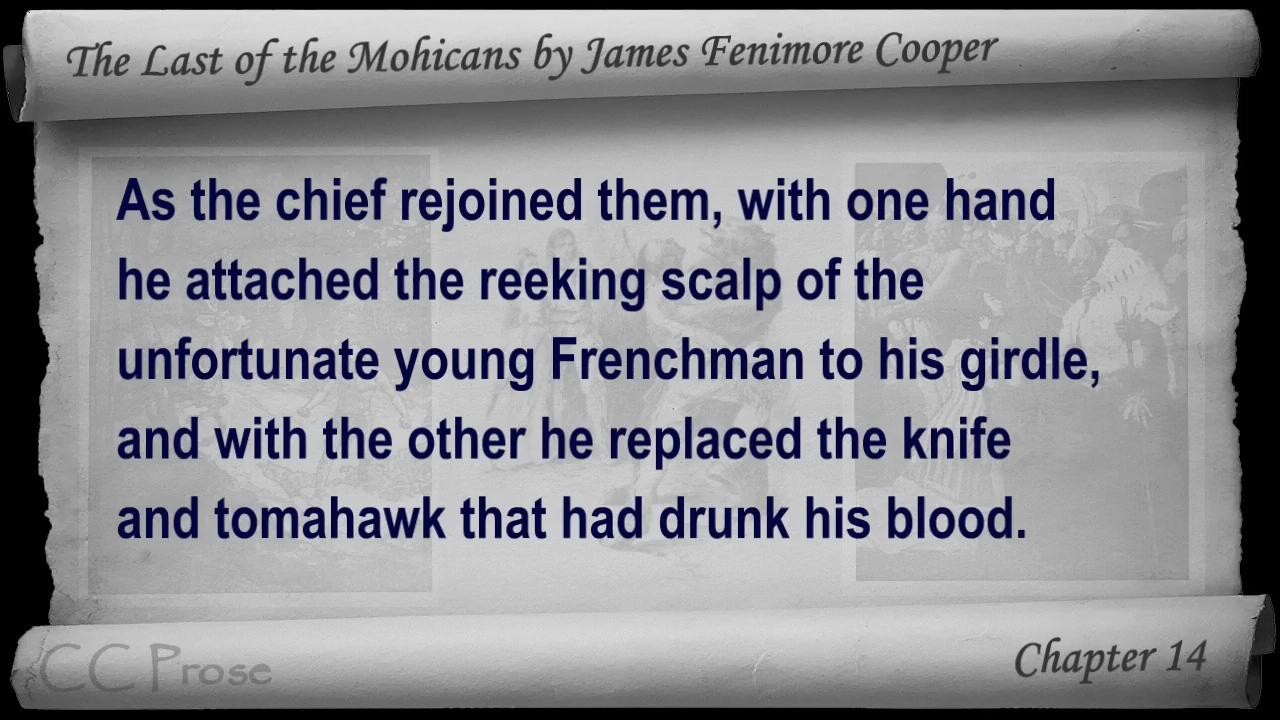 The Last of the Mohicans by James Fenimore Cooper
As the chief rejoined them, with one hand
he attached the reeking scalp of the
unfortunate young Frenchman to his girdle,
and with the other he replaced the knife
and tomahawk that had drunk his blood.
CC Prose
Chapter 14